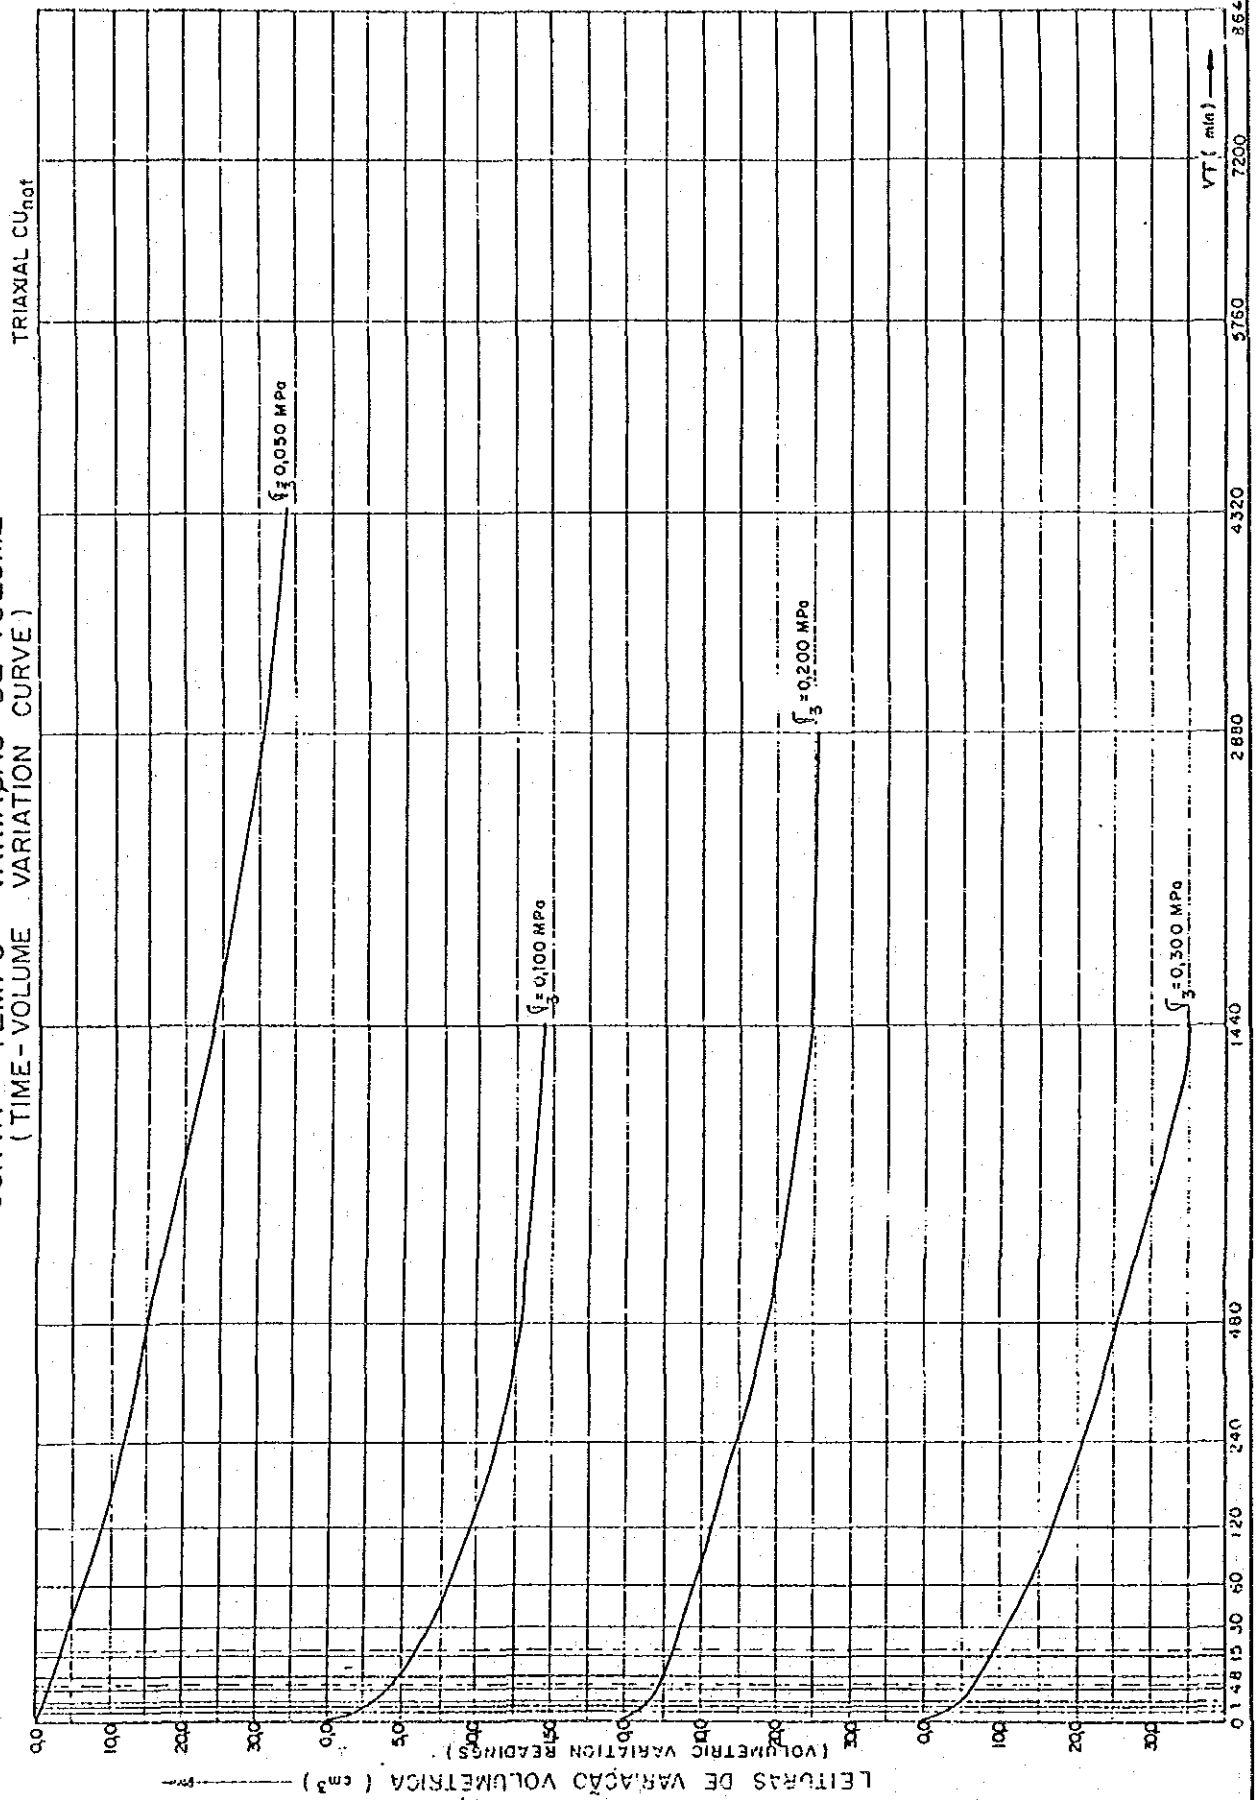 (TIME-VOLUME VARIATION CURVE)
TRIAXIAL CU nat
LEITURAS DE VARIAÇÃO VOLUMÉTRICA ( cm³ )
(VOLUMETRIC VARIATION READINGS)
0,0
10,0
20,0
30,0
σ3=0,050 MPa
0,0
5,0
10,0
15,0
σ3=0,100 MPa
0,0
10,0
20,0
σ3=0,200 MPa
0,0
10,0
20,0
30,0
σ3=0,300 MPa
0 1 4 8 15 30 60 120 240 480 1440 2880 4320 5760 7200 864
√T ( min )